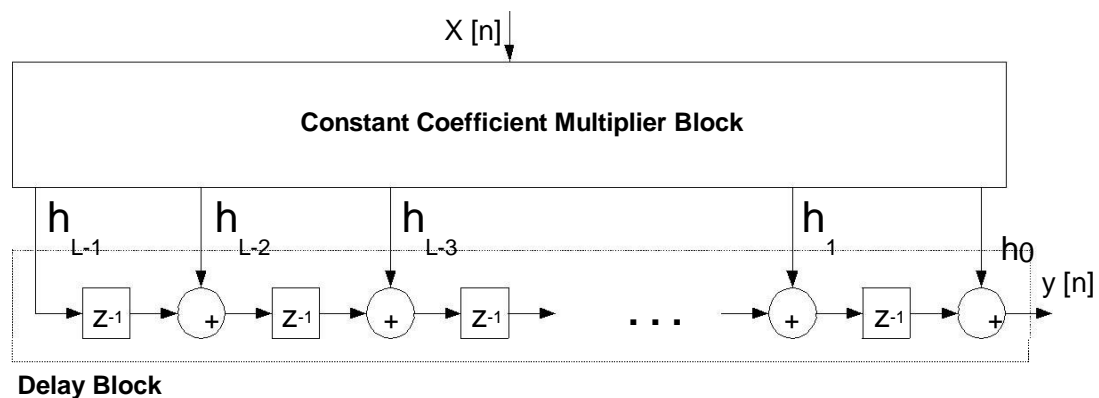 X [n]
Constant Coefficient Multiplier Block
h L-1 h L-2 h L-3 h 1 h0
y [n]
z-1 + z-1 + z-1 . . . + z-1 +
Delay Block